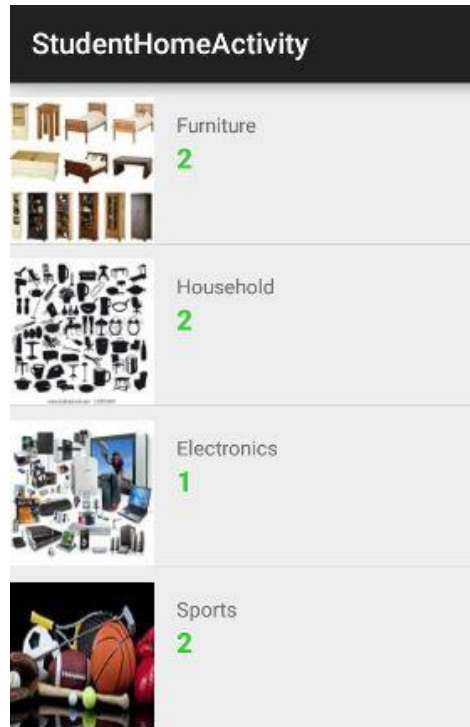 StudentHomeActivity
Furniture
2
Household
2
Electronics
1
Sports
2